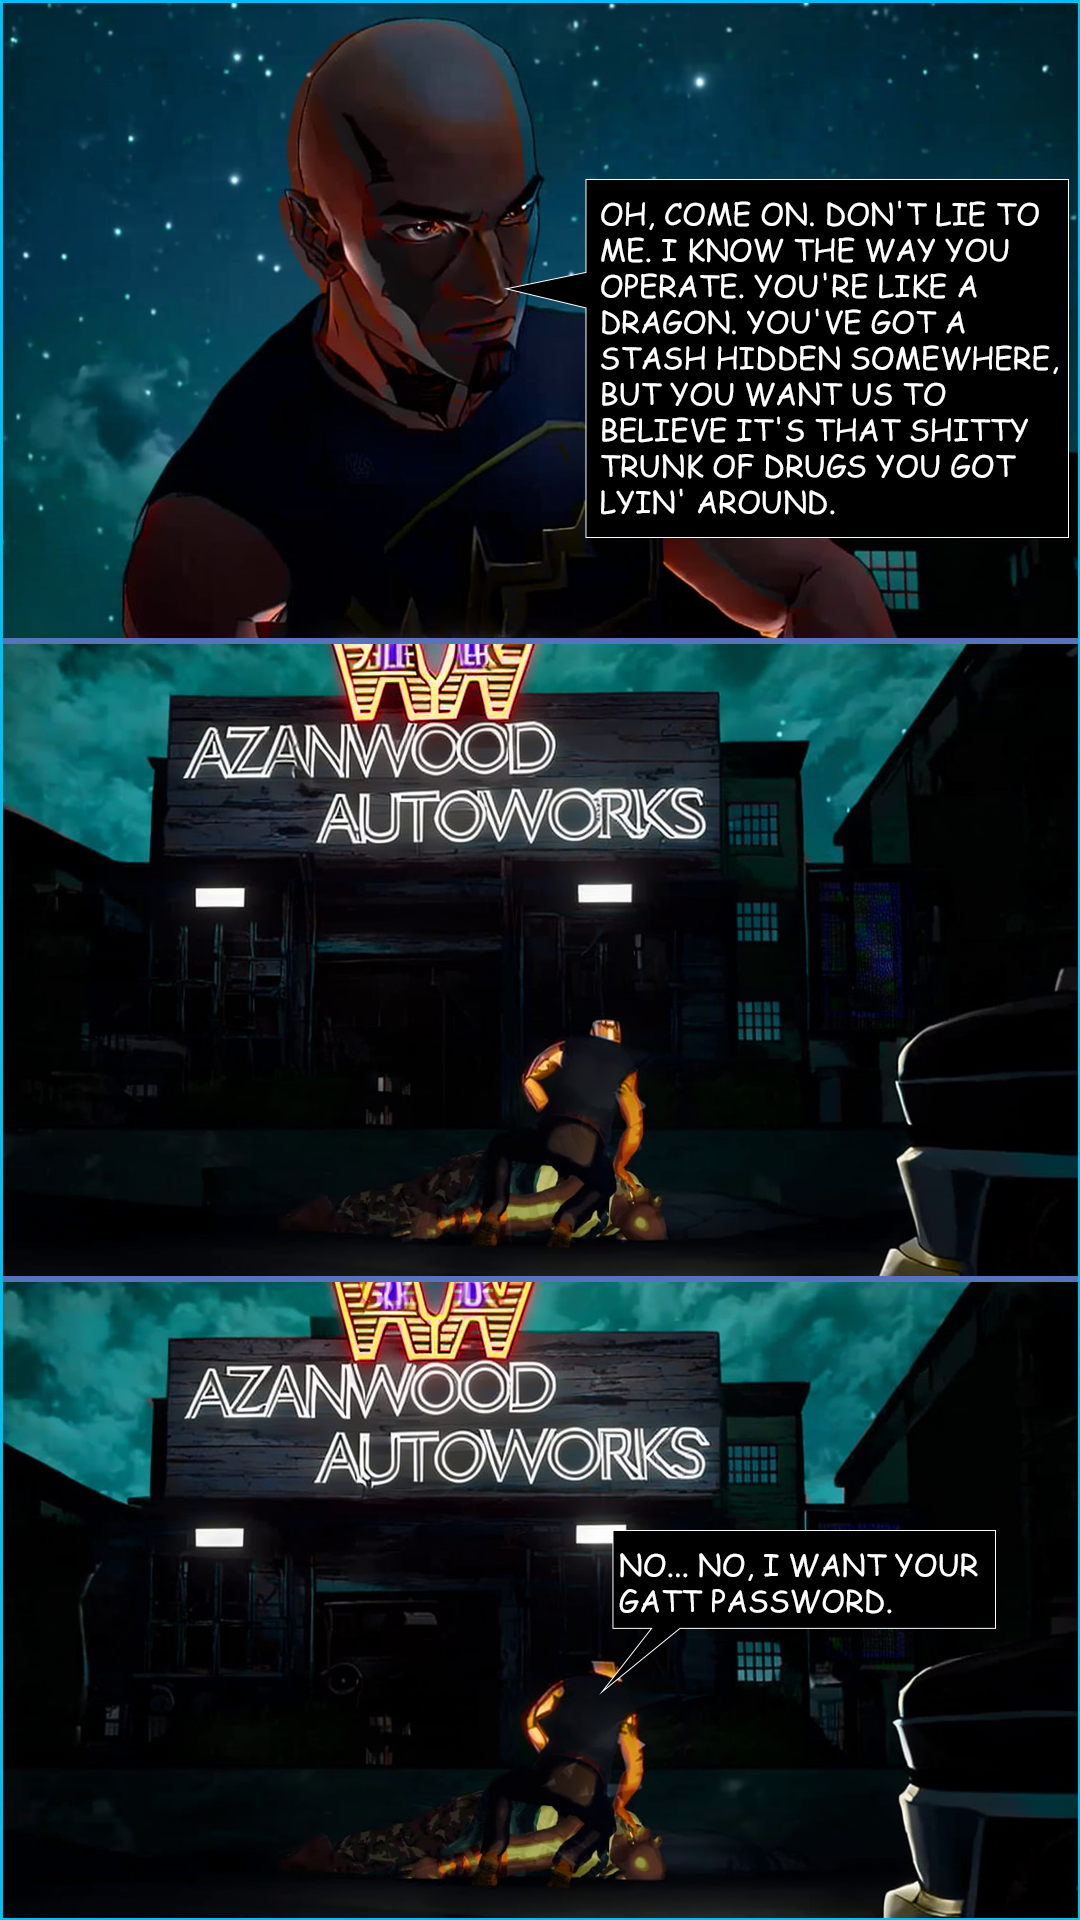 OH, COME ON. DON'T LIE TO
ME. I KNOW THE WAY YOU
OPERATE. YOU'RE LIKE A
DRAGON. YOU'VE GOT A
STASH HIDDEN SOMEWHERE,
BUT YOU WANT US TO
BELIEVE IT'S THAT SHITTY
TRUNK OF DRUGS YOU GOT
LYIN' AROUND.
AZANWOOD
AUTOWORKS
AZANWOOD
AUTOWORKS
NO... NO, I WANT YOUR
GATT PASSWORD.